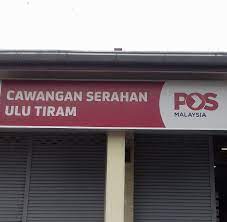 CAWANGAN SERAHAN
ULU TIRAM
POS
MALAYSIA